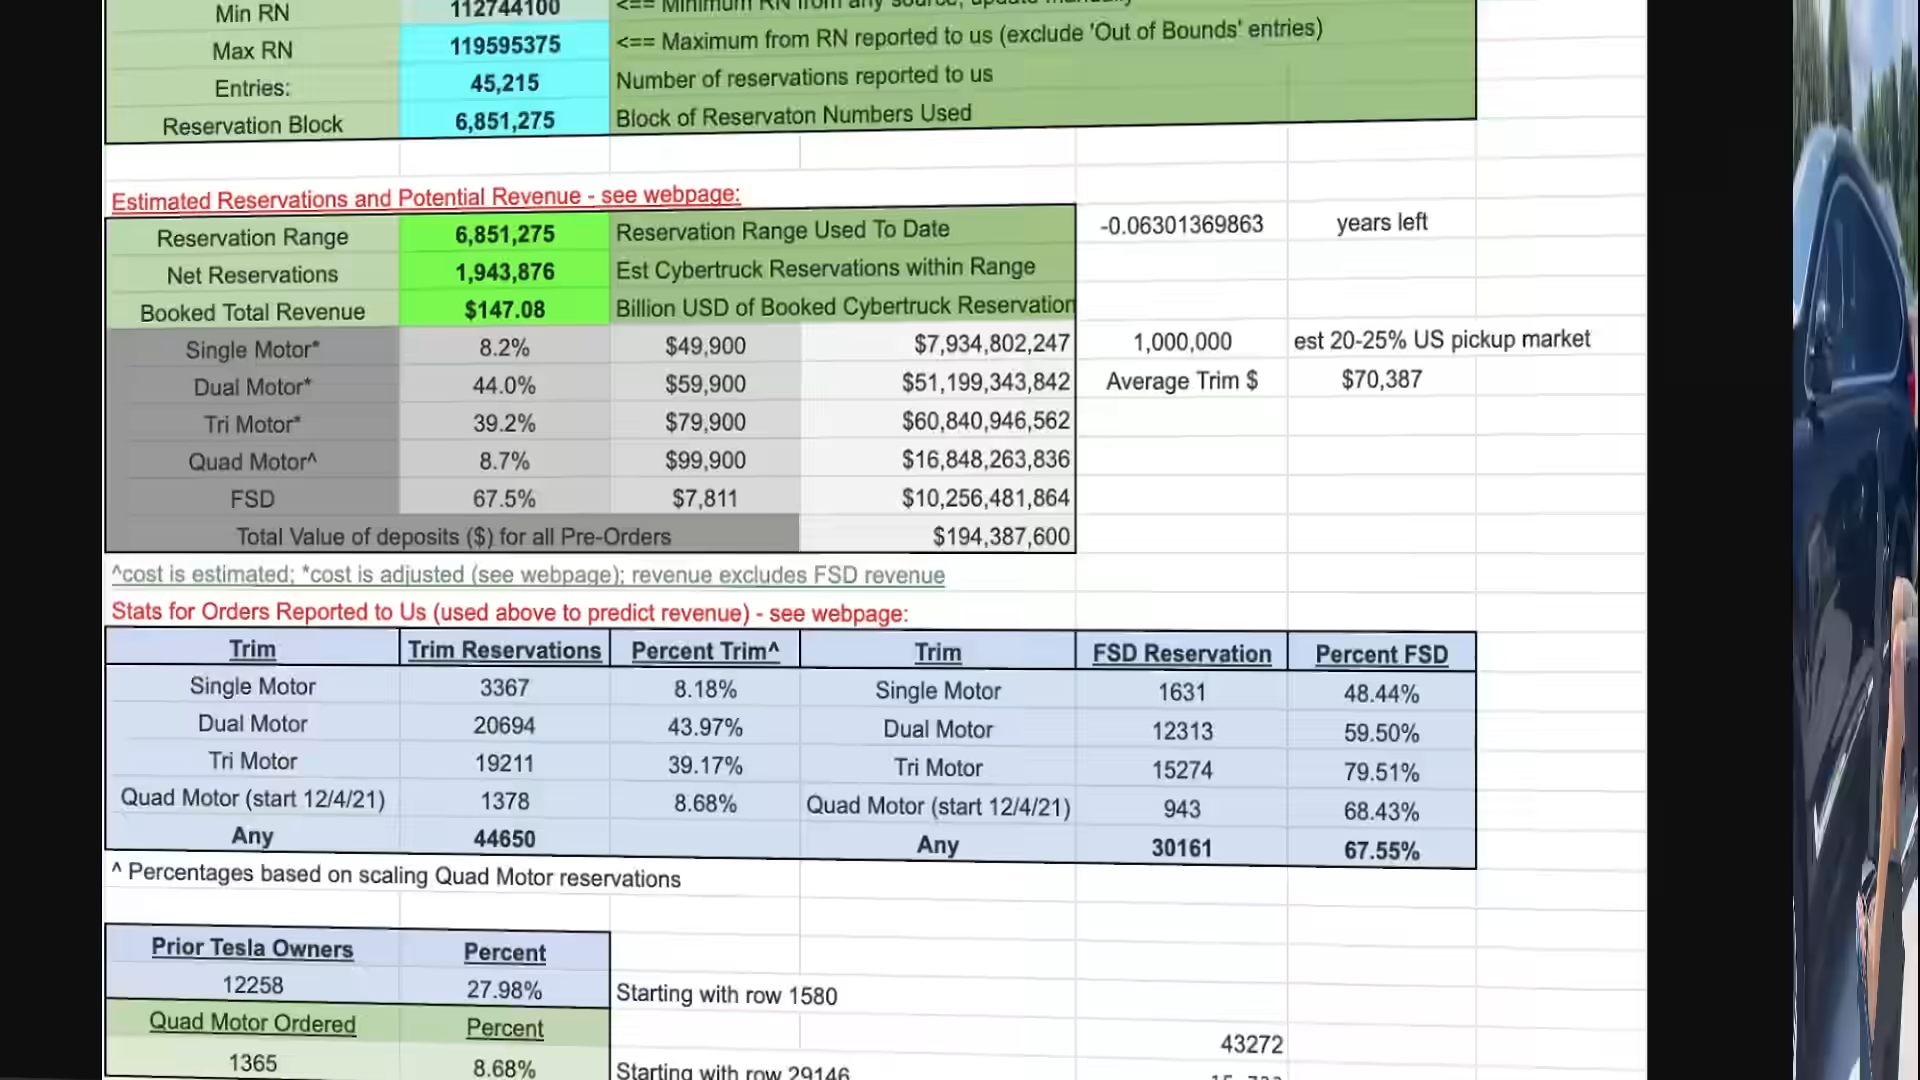 Min RN 112744100 <== Minimum RN from any source, update manually
Max RN 119595375 <== Maximum from RN reported to us (exclude 'Out of Bounds' entries)
Entries: 45,215 Number of reservations reported to us
Reservation Block 6,851,275 Block of Reservaton Numbers Used
Estimated Reservations and Potential Revenue - see webpage:
Reservation Range 6,851,275 Reservation Range Used To Date -0.06301369863 years left
Net Reservations 1,943,876 Est Cybertruck Reservations within Range
Booked Total Revenue $147.08 Billion USD of Booked Cybertruck Reservation
Single Motor* 8.2% $49,900 $7,934,802,247 1,000,000 est 20-25% US pickup market
Dual Motor* 44.0% $59,900 $51,199,343,842 Average Trim $ $70,387
Tri Motor* 39.2% $79,900 $60,840,946,562
Quad Motor^ 8.7% $99,900 $16,848,263,836
FSD 67.5% $7,811 $10,256,481,864
Total Value of deposits ($) for all Pre-Orders $194,387,600
^cost is estimated; *cost is adjusted (see webpage); revenue excludes FSD revenue
Stats for Orders Reported to Us (used above to predict revenue) - see webpage:
Trim Trim Reservations Percent Trim^ Trim FSD Reservation Percent FSD
Single Motor 3367 8.18% Single Motor 1631 48.44%
Dual Motor 20694 43.97% Dual Motor 12313 59.50%
Tri Motor 19211 39.17% Tri Motor 15274 79.51%
Quad Motor (start 12/4/21) 1378 8.68% Quad Motor (start 12/4/21) 943 68.43%
Any 44650 Any 30161 67.55%
^ Percentages based on scaling Quad Motor reservations
Prior Tesla Owners Percent
12258 27.98% Starting with row 1580
Quad Motor Ordered Percent
43272
1365 8.68% Starting with row 29146